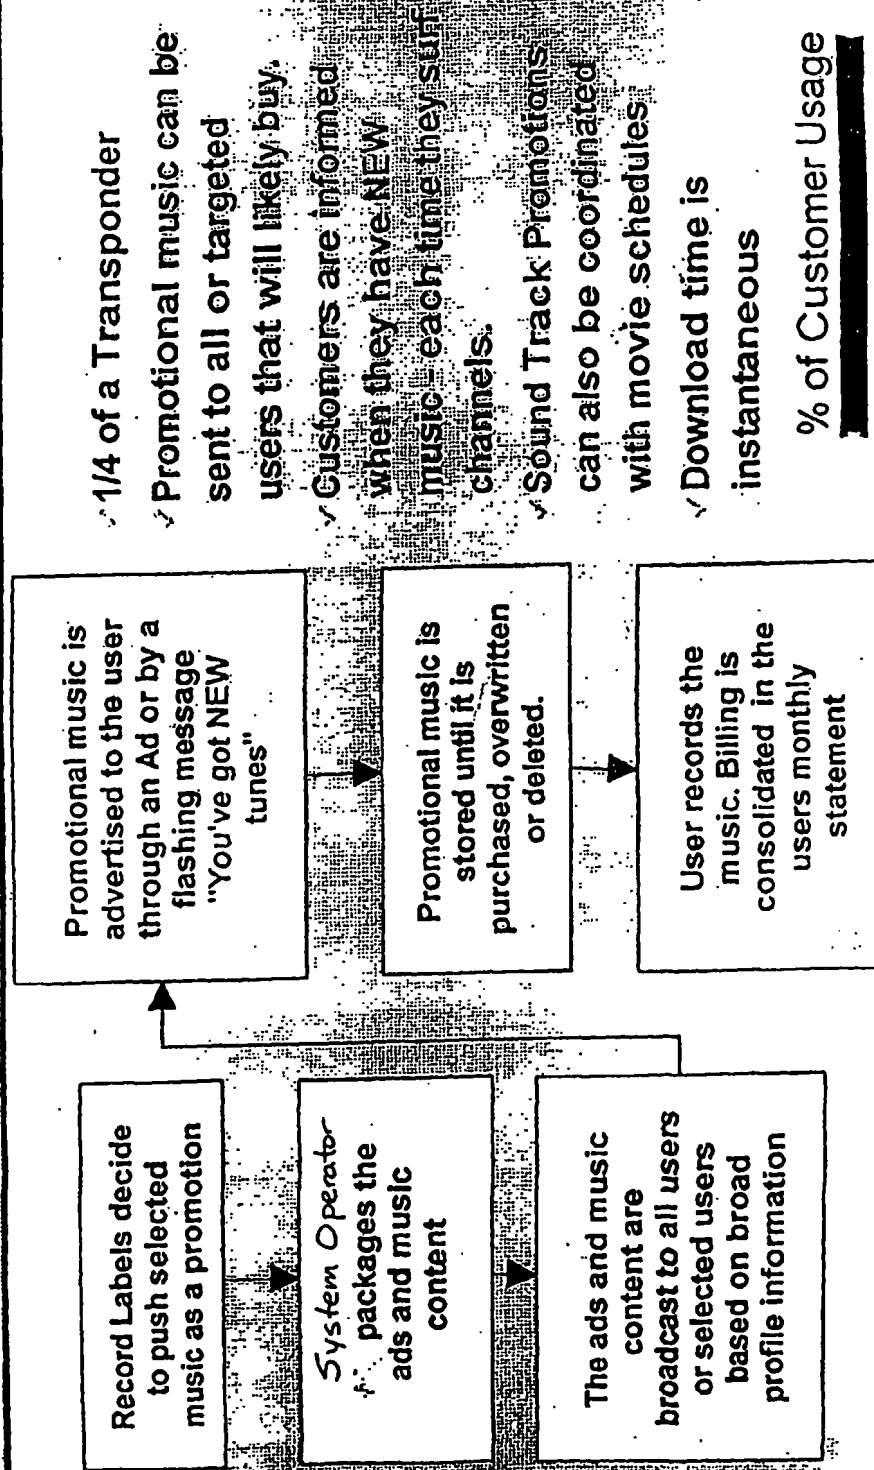 Record Labels decide
to push selected
music as a promotion
System Operator
packages the
ads and music
content
The ads and music
content are
broadcast to all users
or selected users
based on broad
profile information
Promotional music is
advertised to the user
through an Ad or by a
flashing message
"You've got NEW
tunes"
Promotional music is
stored until it is
purchased, overwritten
or deleted.
User records the
music. Billing is
consolidated in the
users monthly
statement
✓1/4 of a Transponder
✓Promotional music can be
sent to all or targeted
users that will likely buy.
✓Customers are informed
when they have NEW
music - each time they surf
channels.
✓Sound Track Promotions
can also be coordinated
with movie schedules
✓Download time is
instantaneous
% of Customer Usage